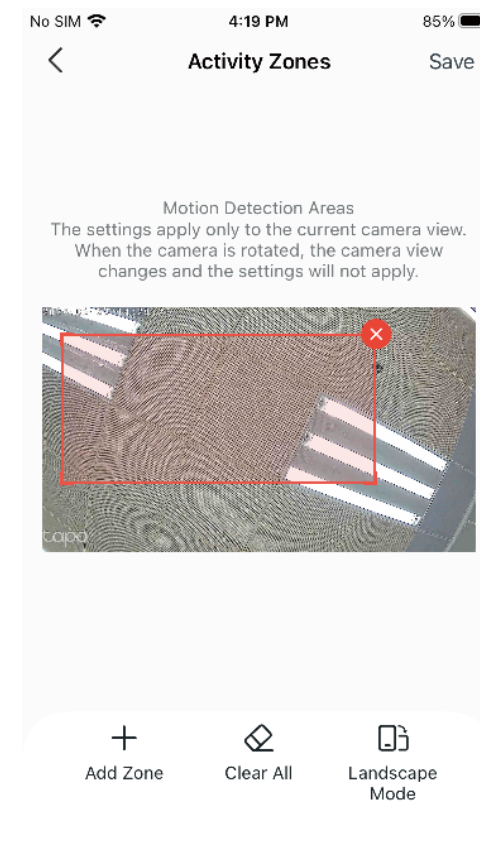 No SIM
4:19 PM
85%
Activity Zones
Save
Motion Detection Areas
The settings apply only to the current camera view.
When the camera is rotated, the camera view
changes and the settings will not apply.
tapo
Add Zone
Clear All
Landscape
Mode